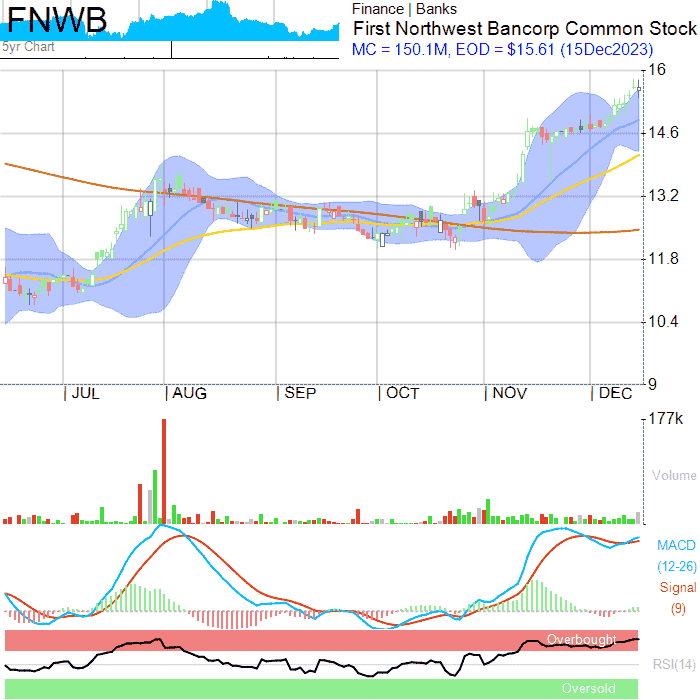 FNWB
5yr Chart
Finance | Banks
First Northwest Bancorp Common Stock
MC = 150.1M, EOD = $15.61 (15Dec2023)
16
14.6
13.2
11.8
10.4
9
JUL AUG SEP OCT NOV DEC
177k
Volume
MACD
(12-26)
Signal
(9)
Overbought
RSI(14)
Oversold